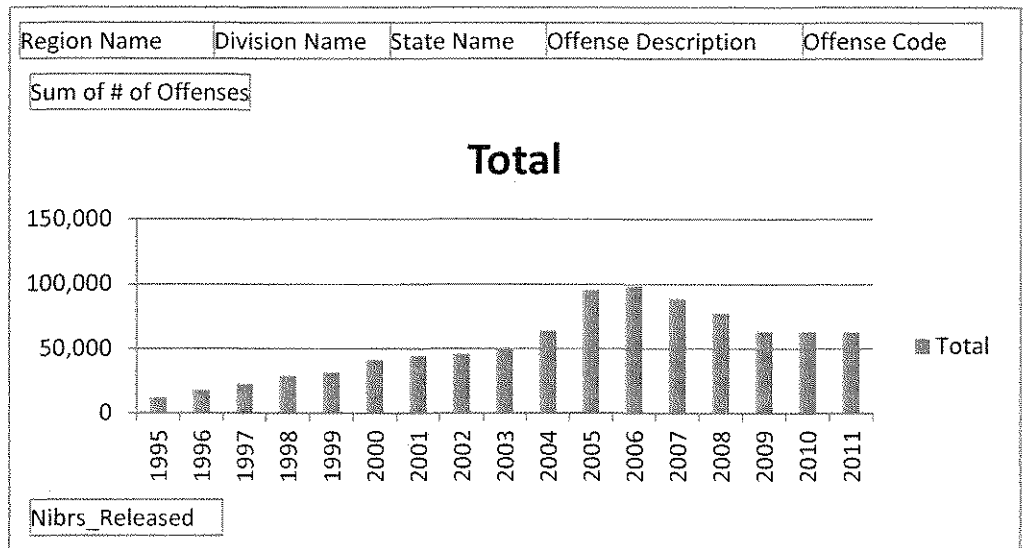 Region Name Division Name State Name Offense Description Offense Code
Sum of # of Offenses
Total
150,000
100,000
50,000
0
Total
1995 1996 1997 1998 1999 2000 2001 2002 2003 2004 2005 2006 2007 2008 2009 2010 2011
Nibrs_Released